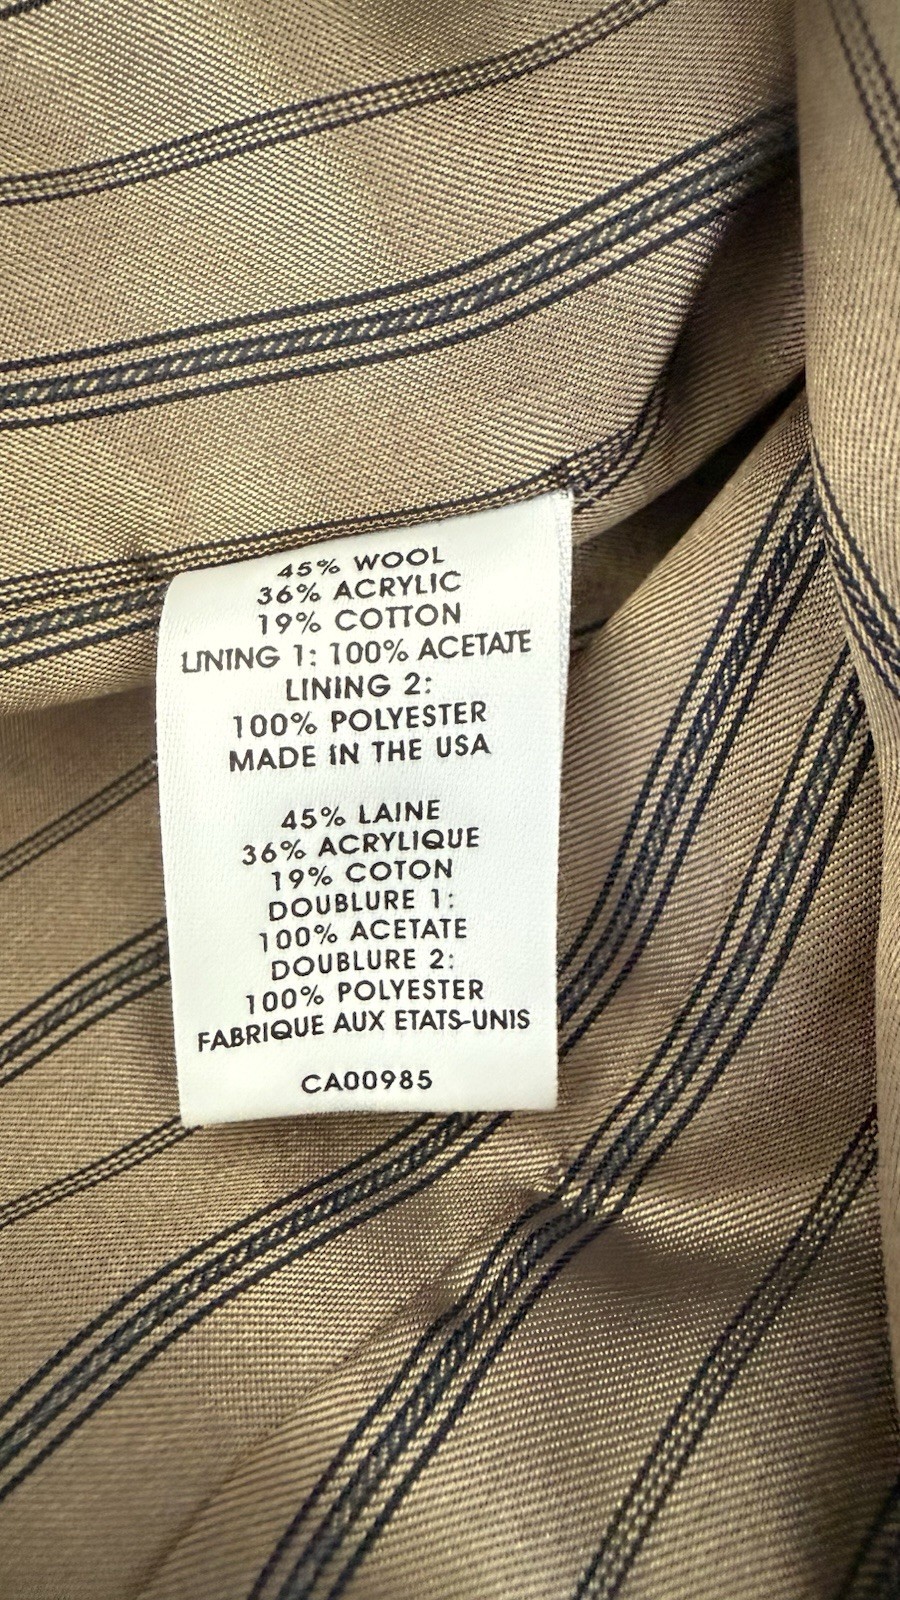 45% WOOL
36% ACRYLIC
19% COTTON
LINING 1: 100% ACETATE
LINING 2:
100% POLYESTER
MADE IN THE USA
45% LAINE
36% ACRYLIQUE
19% COTON
DOUBLURE 1:
100% ACETATE
DOUBLURE 2:
100% POLYESTER
FABRIQUE AUX ETATS-UNIS
CA00985